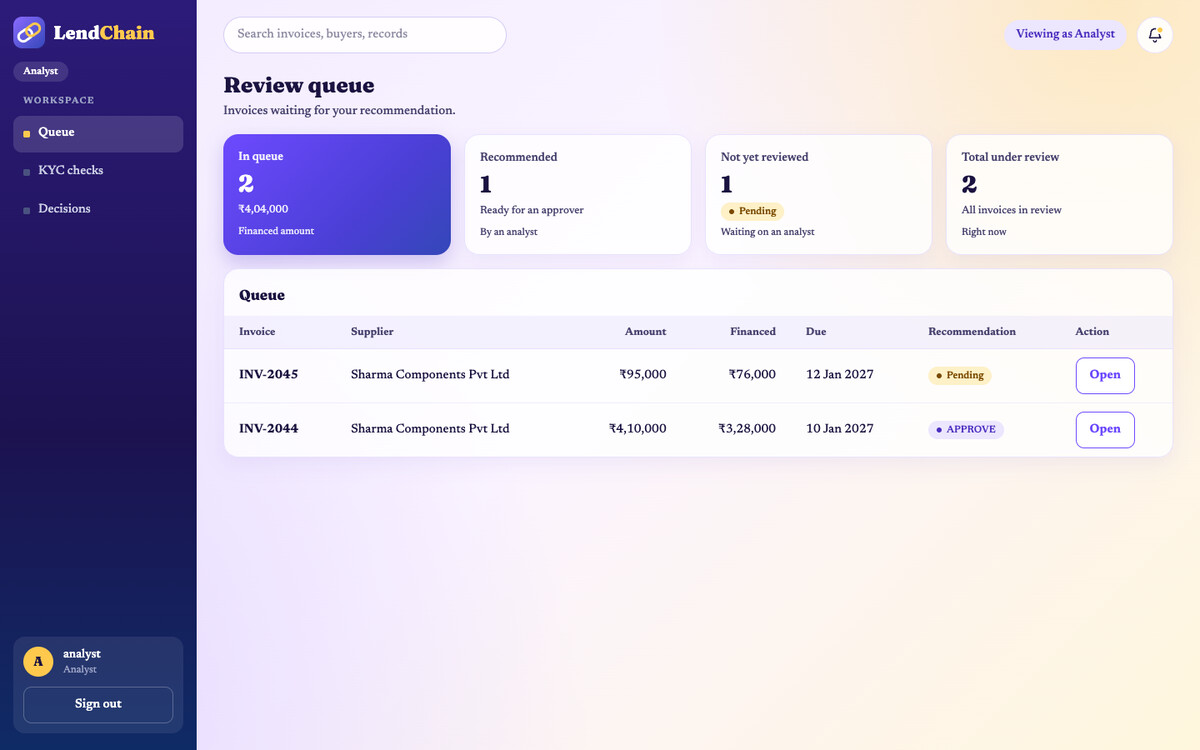 LendChain
Analyst
WORKSPACE
Queue
KYC checks
Decisions
analyst
Analyst
A
Sign out
Search invoices, buyers, records
Viewing as Analyst
Review queue
Invoices waiting for your recommendation.
In queue
2
₹4,04,000
Financed amount
Recommended
1
Ready for an approver
By an analyst
Not yet reviewed
1
Pending
Waiting on an analyst
Total under review
2
All invoices in review
Right now
Queue
Invoice Supplier Amount Financed Due Recommendation Action
INV-2045 Sharma Components Pvt Ltd ₹95,000 ₹76,000 12 Jan 2027 Pending Open
INV-2044 Sharma Components Pvt Ltd ₹4,10,000 ₹3,28,000 10 Jan 2027 APPROVE Open